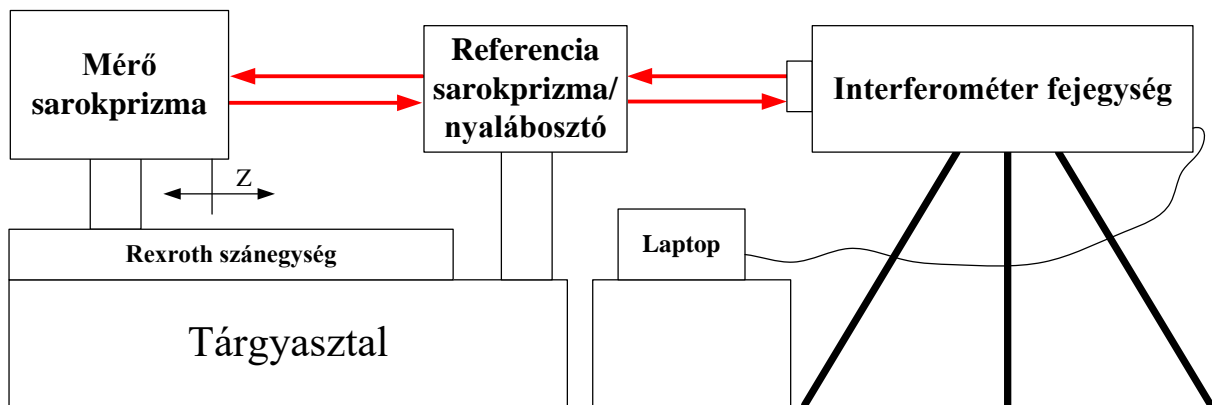 Mérő
sarokprizma
Referencia
sarokprizma/
nyalábosztó
Interferométer fejegység
Z
Rexroth szánegység
Laptop
Tárgyasztal